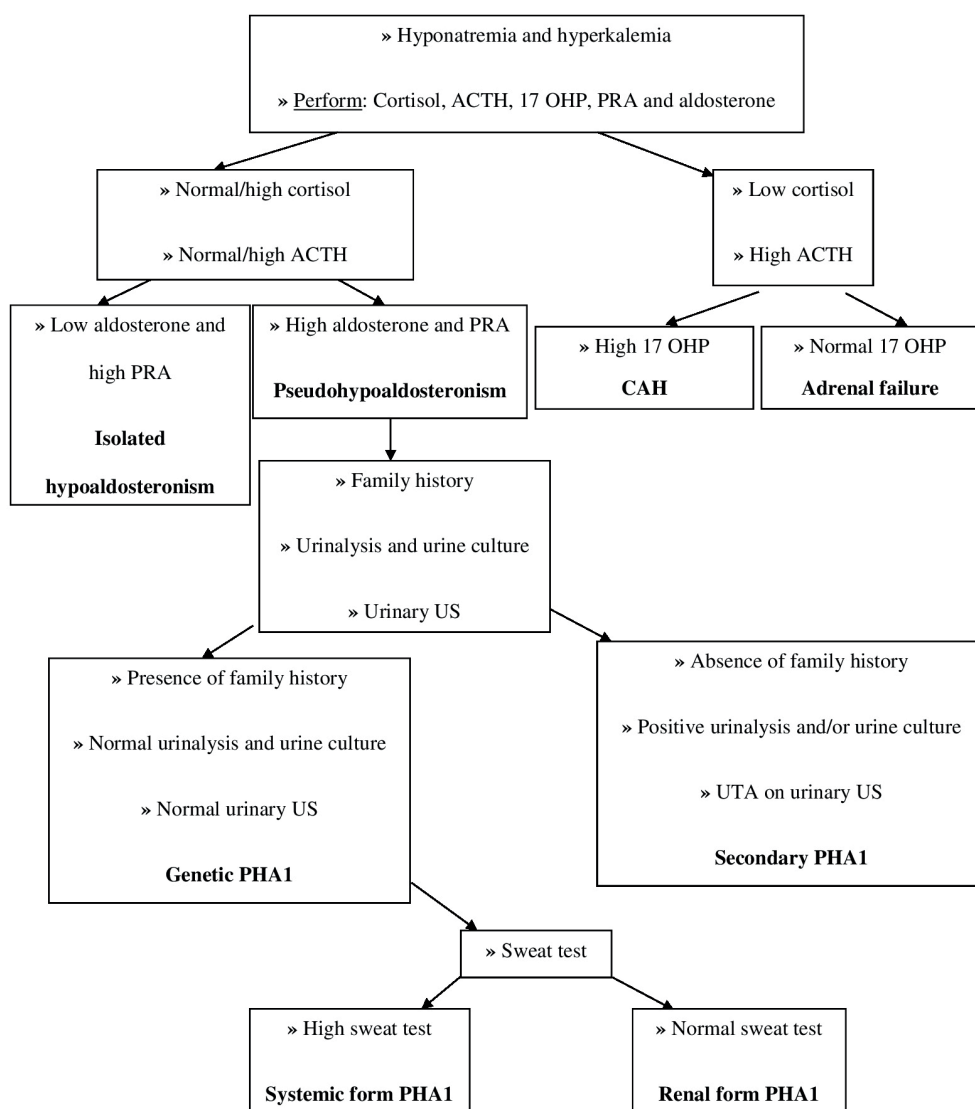 » Hyponatremia and hyperkalemia
» Perform: Cortisol, ACTH, 17 OHP, PRA and aldosterone
» Normal/high cortisol
» Normal/high ACTH
» Low cortisol
» High ACTH
» Low aldosterone and
high PRA
Isolated
hypoaldosteronism
» High aldosterone and PRA
Pseudohypoaldosteronism
» High 17 OHP
CAH
» Normal 17 OHP
Adrenal failure
» Family history
» Urinalysis and urine culture
» Urinary US
» Presence of family history
» Normal urinalysis and urine culture
» Normal urinary US
Genetic PHA1
» Absence of family history
» Positive urinalysis and/or urine culture
» UTA on urinary US
Secondary PHA1
» Sweat test
» High sweat test
Systemic form PHA1
» Normal sweat test
Renal form PHA1